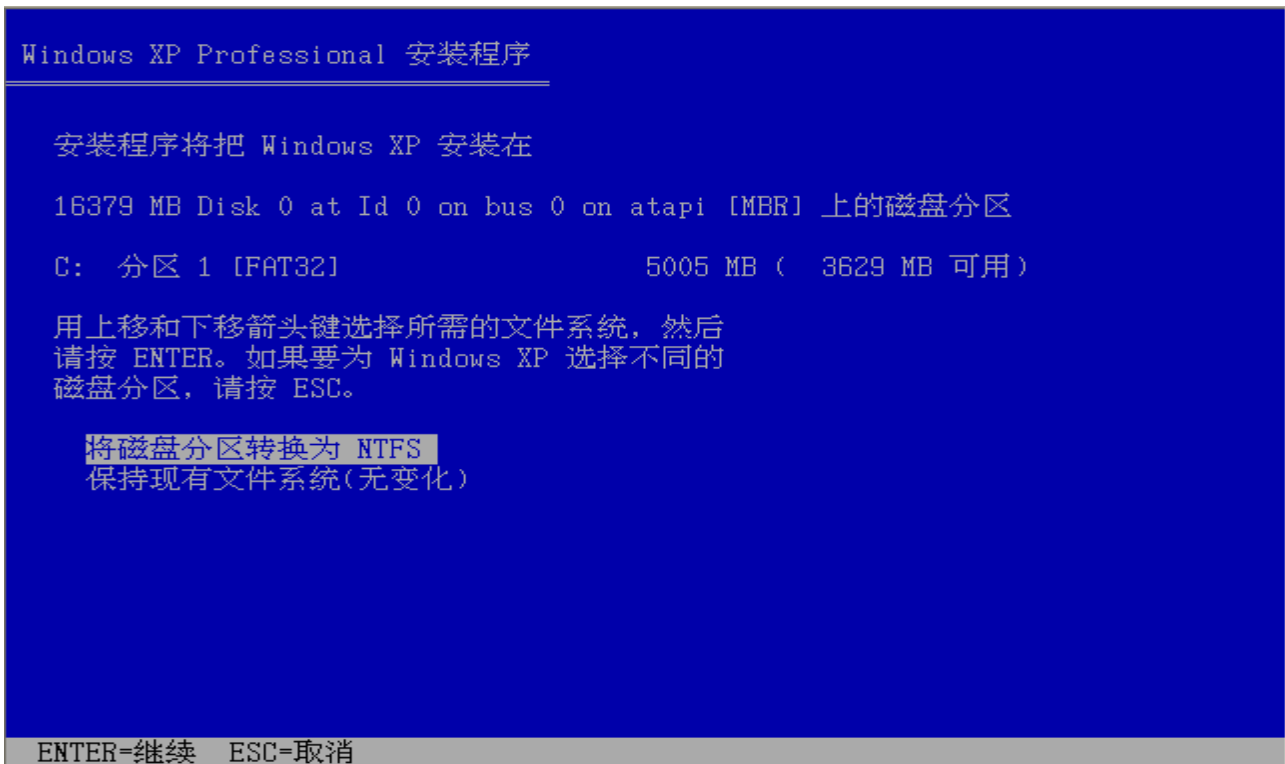 Windows XP Professional 安装程序
安装程序将把 Windows XP 安装在
16379 MB Disk 0 at Id 0 on bus 0 on atapi [MBR] 上的磁盘分区
C: 分区 1 [FAT32] 5005 MB ( 3629 MB 可用)
用上移和下移箭头键选择所需的文件系统，然后
请按 ENTER。如果要为 Windows XP 选择不同的
磁盘分区，请按 ESC。
将磁盘分区转换为 NTFS
保持现有文件系统(无变化)
ENTER=继续 ESC=取消